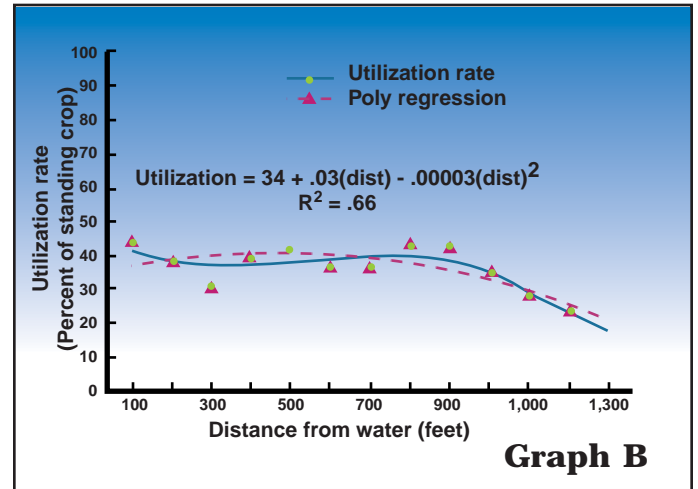 100
90
80
70
60
50
40
30
20
10
0
Utilization rate
(Percent of standing crop)
Utilization rate
Poly regression
Utilization = 34 + .03(dist) - .00003(dist)²
R² = .66
100 300 500 700 900 1,000 1,300
Distance from water (feet)
Graph B